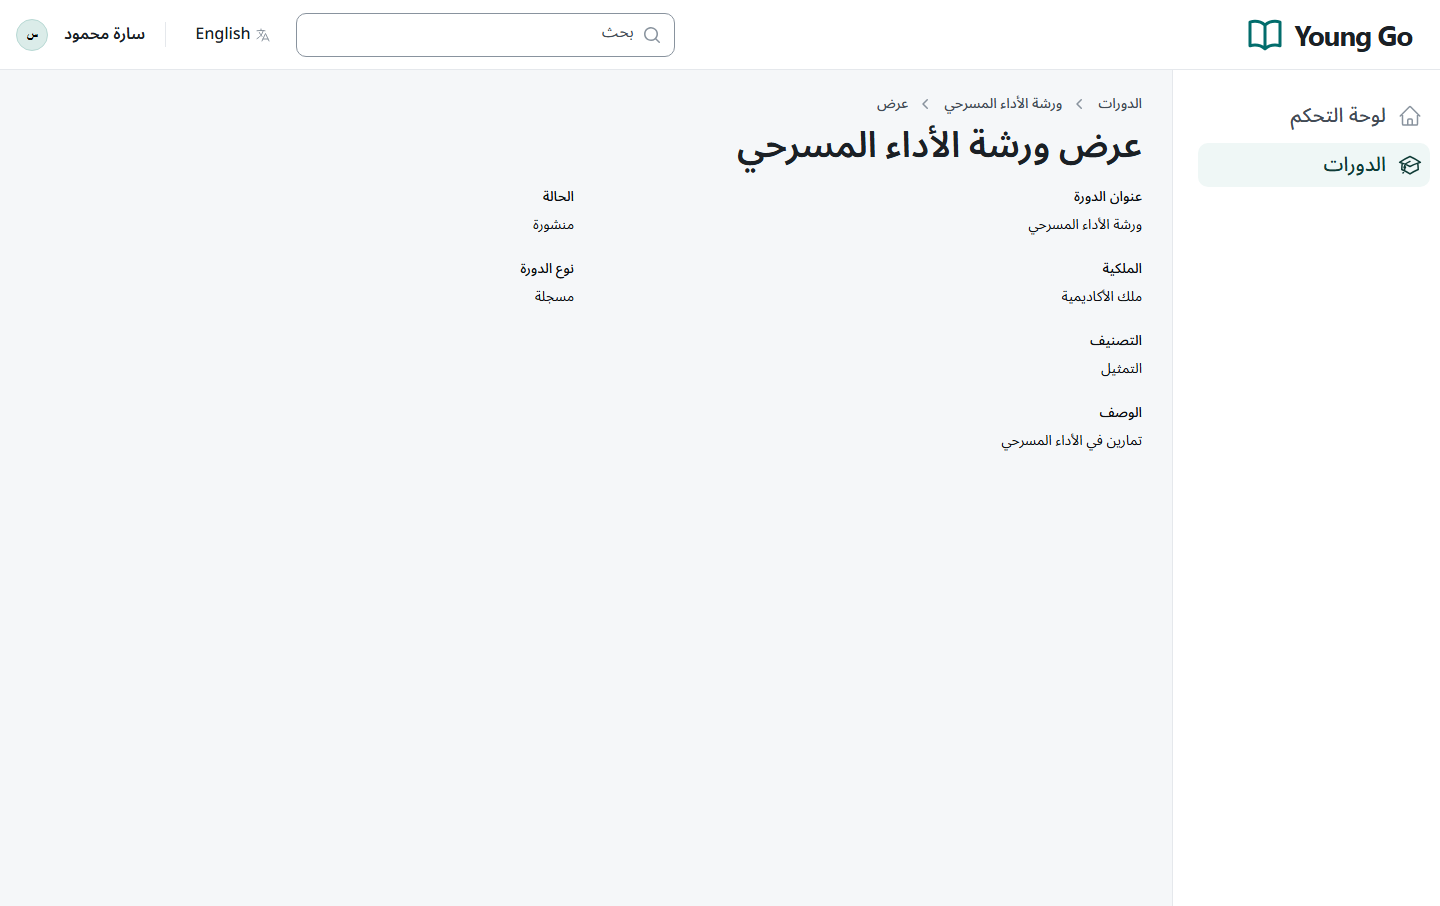 Young Go
بحث
English
سارة محمود
س
لوحة التحكم
الدورات
الدورات
ورشة الأداء المسرحي
عرض
عرض ورشة الأداء المسرحي
عنوان الدورة
ورشة الأداء المسرحي
الحالة
منشورة
الملكية
ملك الأكاديمية
نوع الدورة
مسجلة
التصنيف
التمثيل
الوصف
تمارين في الأداء المسرحي